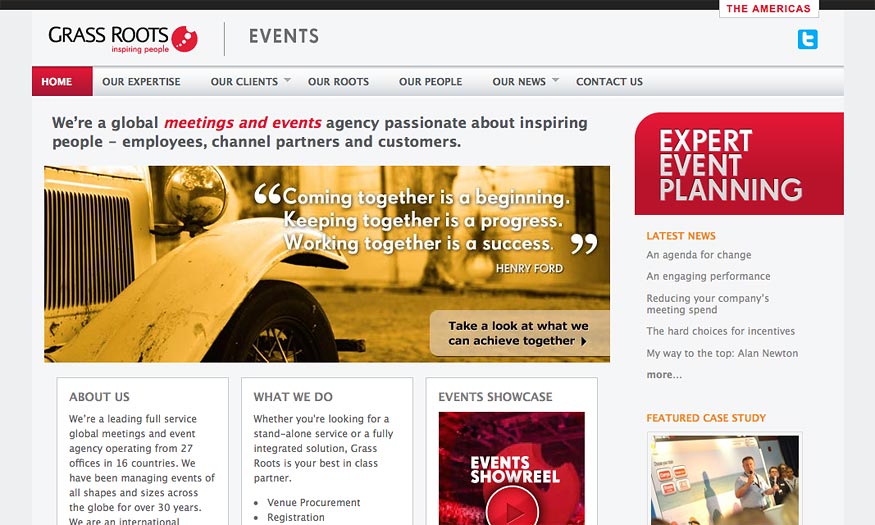 THE AMERICAS
GRASS ROOTS
inspiring people
EVENTS
HOME OUR EXPERTISE OUR CLIENTS OUR ROOTS OUR PEOPLE OUR NEWS CONTACT US
We're a global meetings and events agency passionate about inspiring
people – employees, channel partners and customers.
“Coming together is a beginning.
Keeping together is a progress.
Working together is a success. ”
HENRY FORD
Take a look at what we
can achieve together
EXPERT
EVENT
PLANNING
LATEST NEWS
An agenda for change
An engaging performance
Reducing your company's
meeting spend
The hard choices for incentives
My way to the top: Alan Newton
more...
ABOUT US
We're a leading full service
global meetings and event
agency operating from 27
offices in 16 countries. We
have been managing events of
all shapes and sizes across
the globe for over 30 years.
We are an international
WHAT WE DO
Whether you're looking for a
stand-alone service or a fully
integrated solution, Grass
Roots is your best in class
partner.
• Venue Procurement
• Registration
EVENTS SHOWCASE
EVENTS
SHOWREEL
FEATURED CASE STUDY